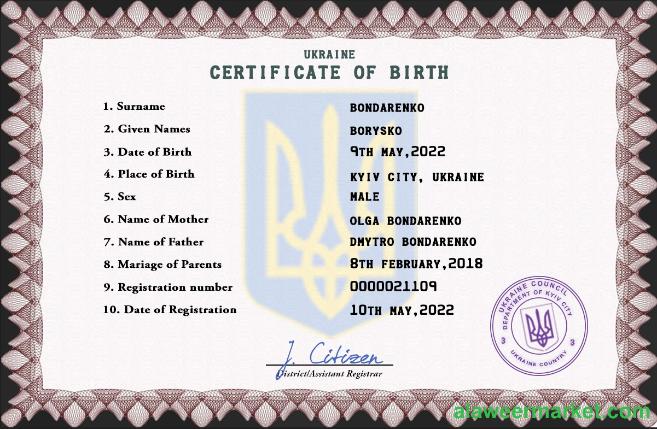 UKRAINE
CERTIFICATE OF BIRTH
1. Surname BONDARENKO
2. Given Names BORYSKO
3. Date of Birth 9TH MAY,2022
4. Place of Birth KYIV CITY, UKRAINE
5. Sex MALE
6. Name of Mother OLGA BONDARENKO
7. Name of Father DMYTRO BONDARENKO
8. Mariage of Parents 8TH FEBRUARY,2018
9. Registration number 0000021109
10. Date of Registration 10TH MAY,2022
UKRAINE COUNCIL
DEPARTMENT OF KYIV CITY
3 3
UKRAINE COUNTRY
J. Citizen
District/Assistant Registrar
alaweermarket.com